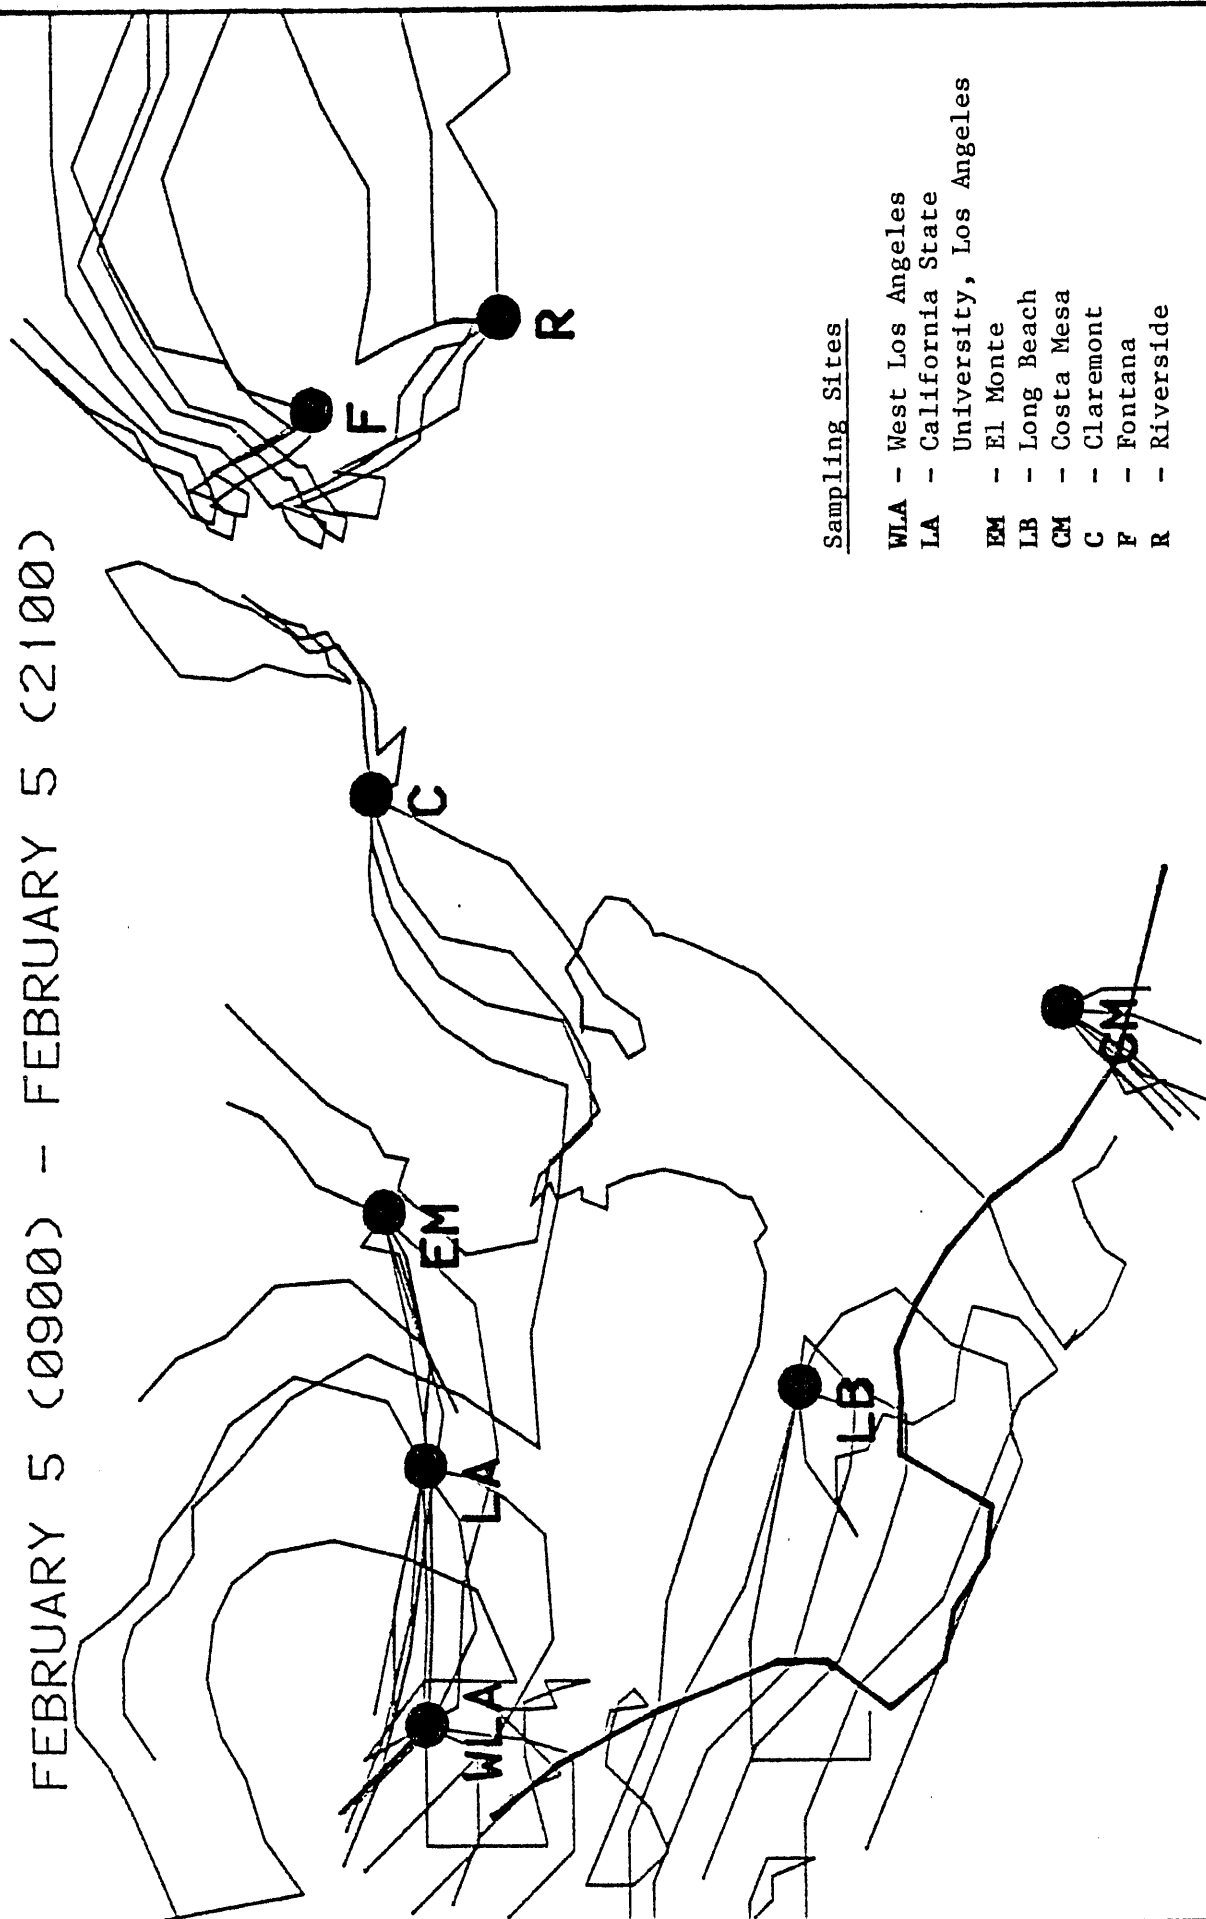 FEBRUARY 5 (0900) - FEBRUARY 5 (2100)
F
R
C
EM
LA
WLA
LB
CM
Sampling Sites
WLA - West Los Angeles
LA - California State
University, Los Angeles
EM - El Monte
LB - Long Beach
CM - Costa Mesa
C - Claremont
F - Fontana
R - Riverside